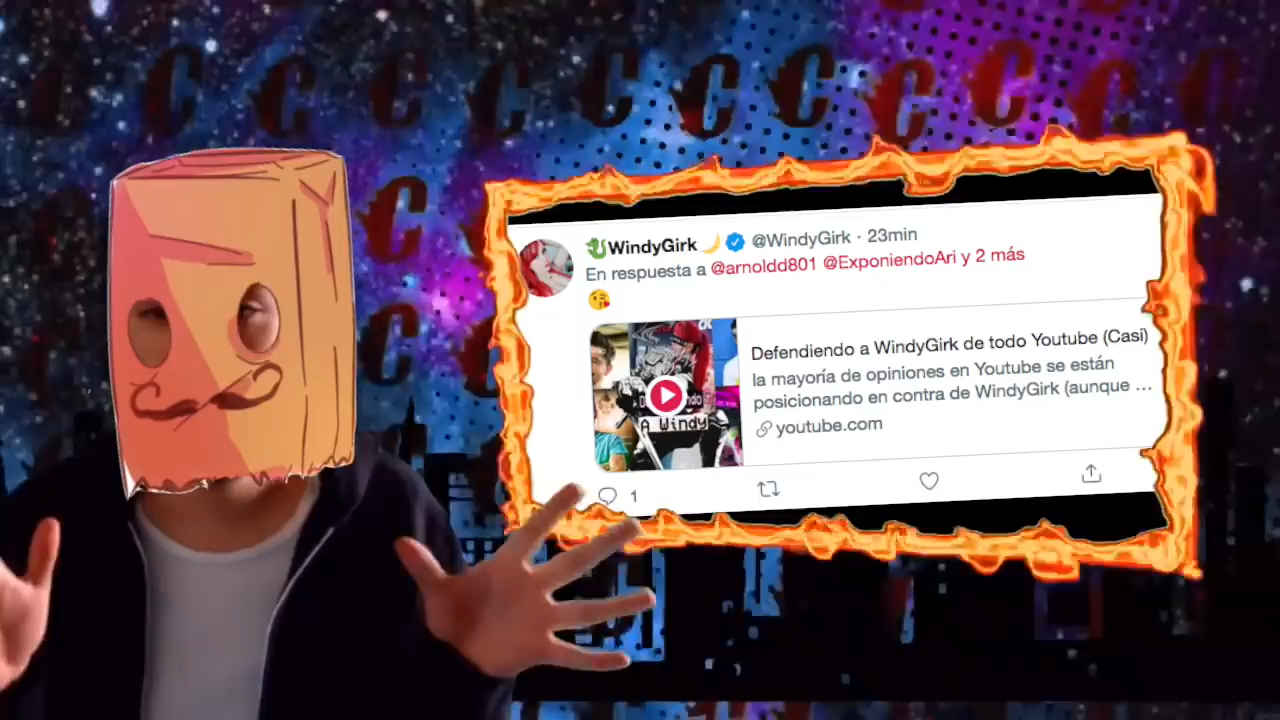 C C C C C C C C C C C
WindyGirk @WindyGirk · 23min
En respuesta a @arnoldd801 @ExponiendoAri y 2 más
A Windy
Defendiendo a WindyGirk de todo Youtube (Casi)
la mayoría de opiniones en Youtube se están
posicionando en contra de WindyGirk (aunque ...
youtube.com
1